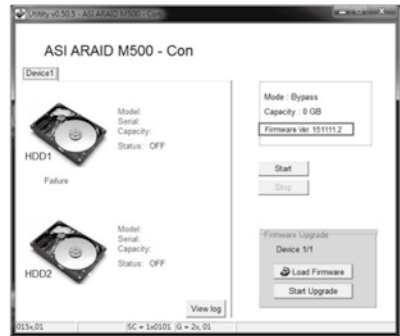 Utility v0.50.5 - ASI ARAID M500 - Con
ASI ARAID M500 - Con
Device1
Model:
Serial:
Capacity:
Status: OFF
HDD1
Failure
Model:
Serial:
Capacity:
Status: OFF
HDD2
View log
Mode : Bypass
Capacity : 0 GB
Firmware Ver. 151111.2
Start
Stop
Firmware Upgrade
Device 1/1
Load Firmware
Start Upgrade
015x,01
SC = 1x0101
G = 2x, 01